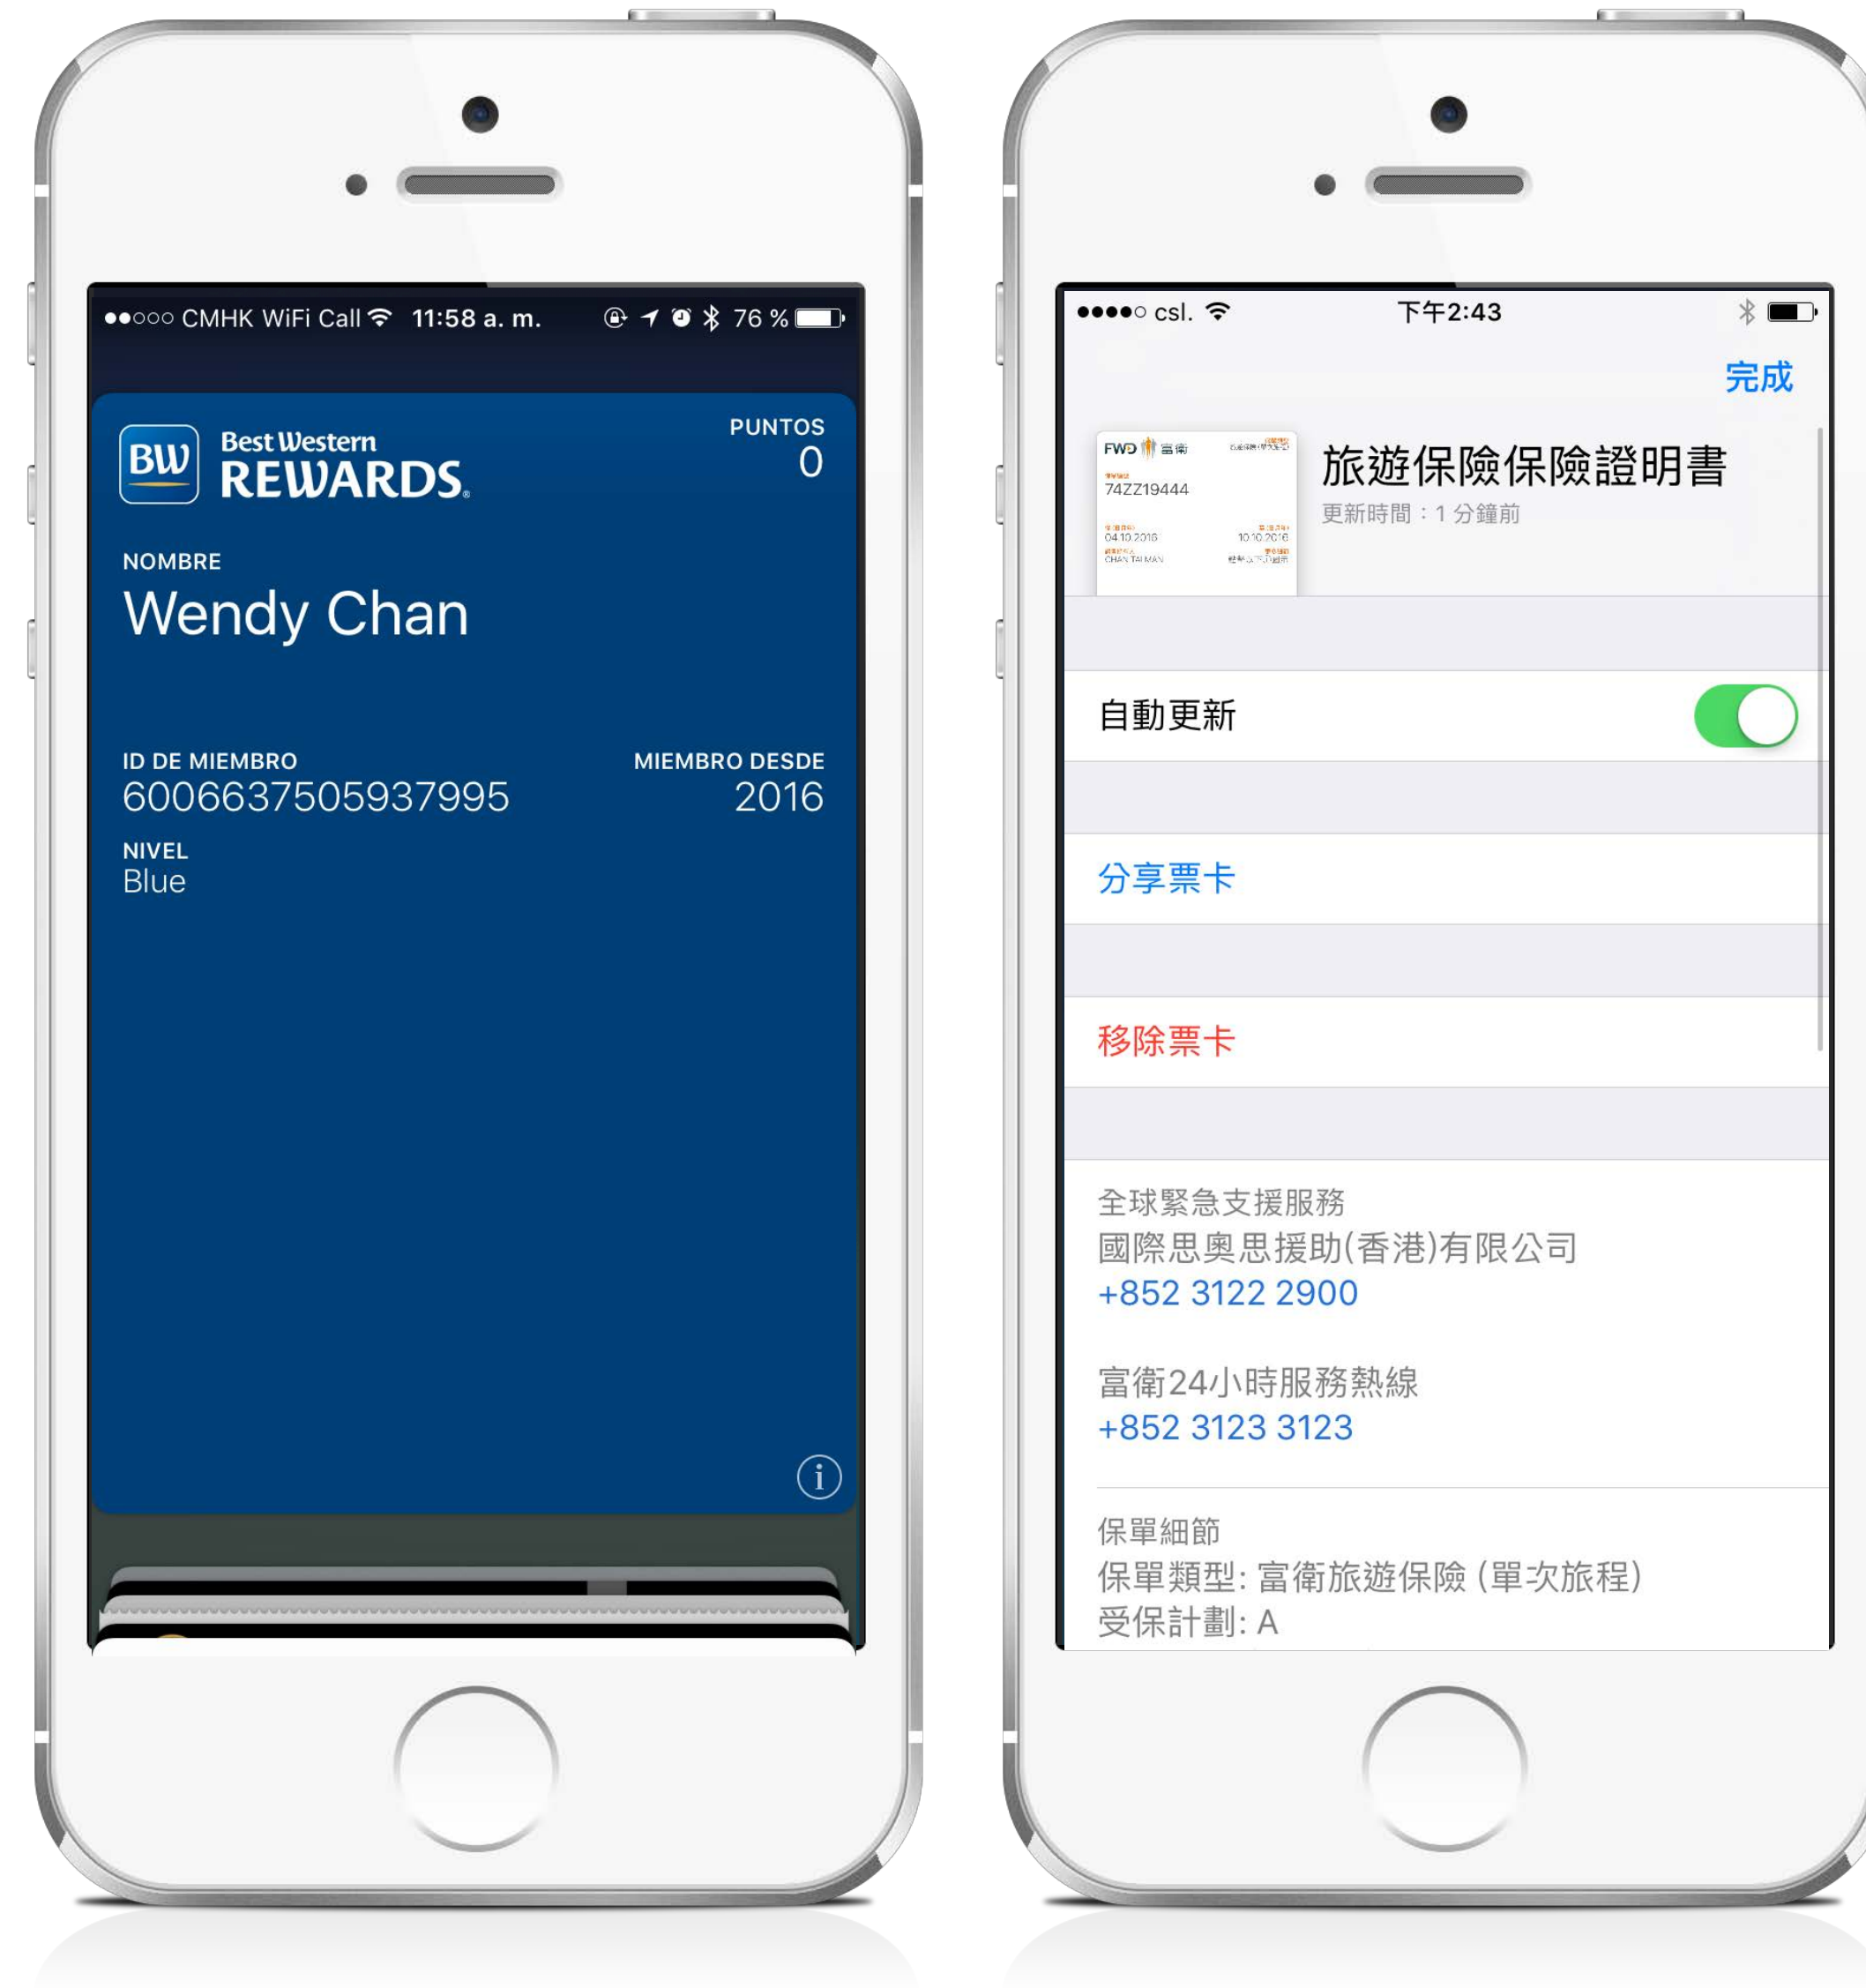 CMHK WiFi Call 11:58 a. m. 76 %
BW
Best Western
REWARDS®
PUNTOS
0
NOMBRE
Wendy Chan
ID DE MIEMBRO
6006637505937995
MIEMBRO DESDE
2016
NIVEL
Blue
csl. 下午2:43
完成
FWD 富衛
74ZZ19444
04.10.2016
10.10.2016
CHAN TAI MAN
旅遊保險保險證明書
更新時間：1 分鐘前
自動更新
分享票卡
移除票卡
全球緊急支援服務
國際思奧思援助(香港)有限公司
+852 3122 2900
富衛24小時服務熱線
+852 3123 3123
保單細節
保單類型: 富衛旅遊保險 (單次旅程)
受保計劃: A